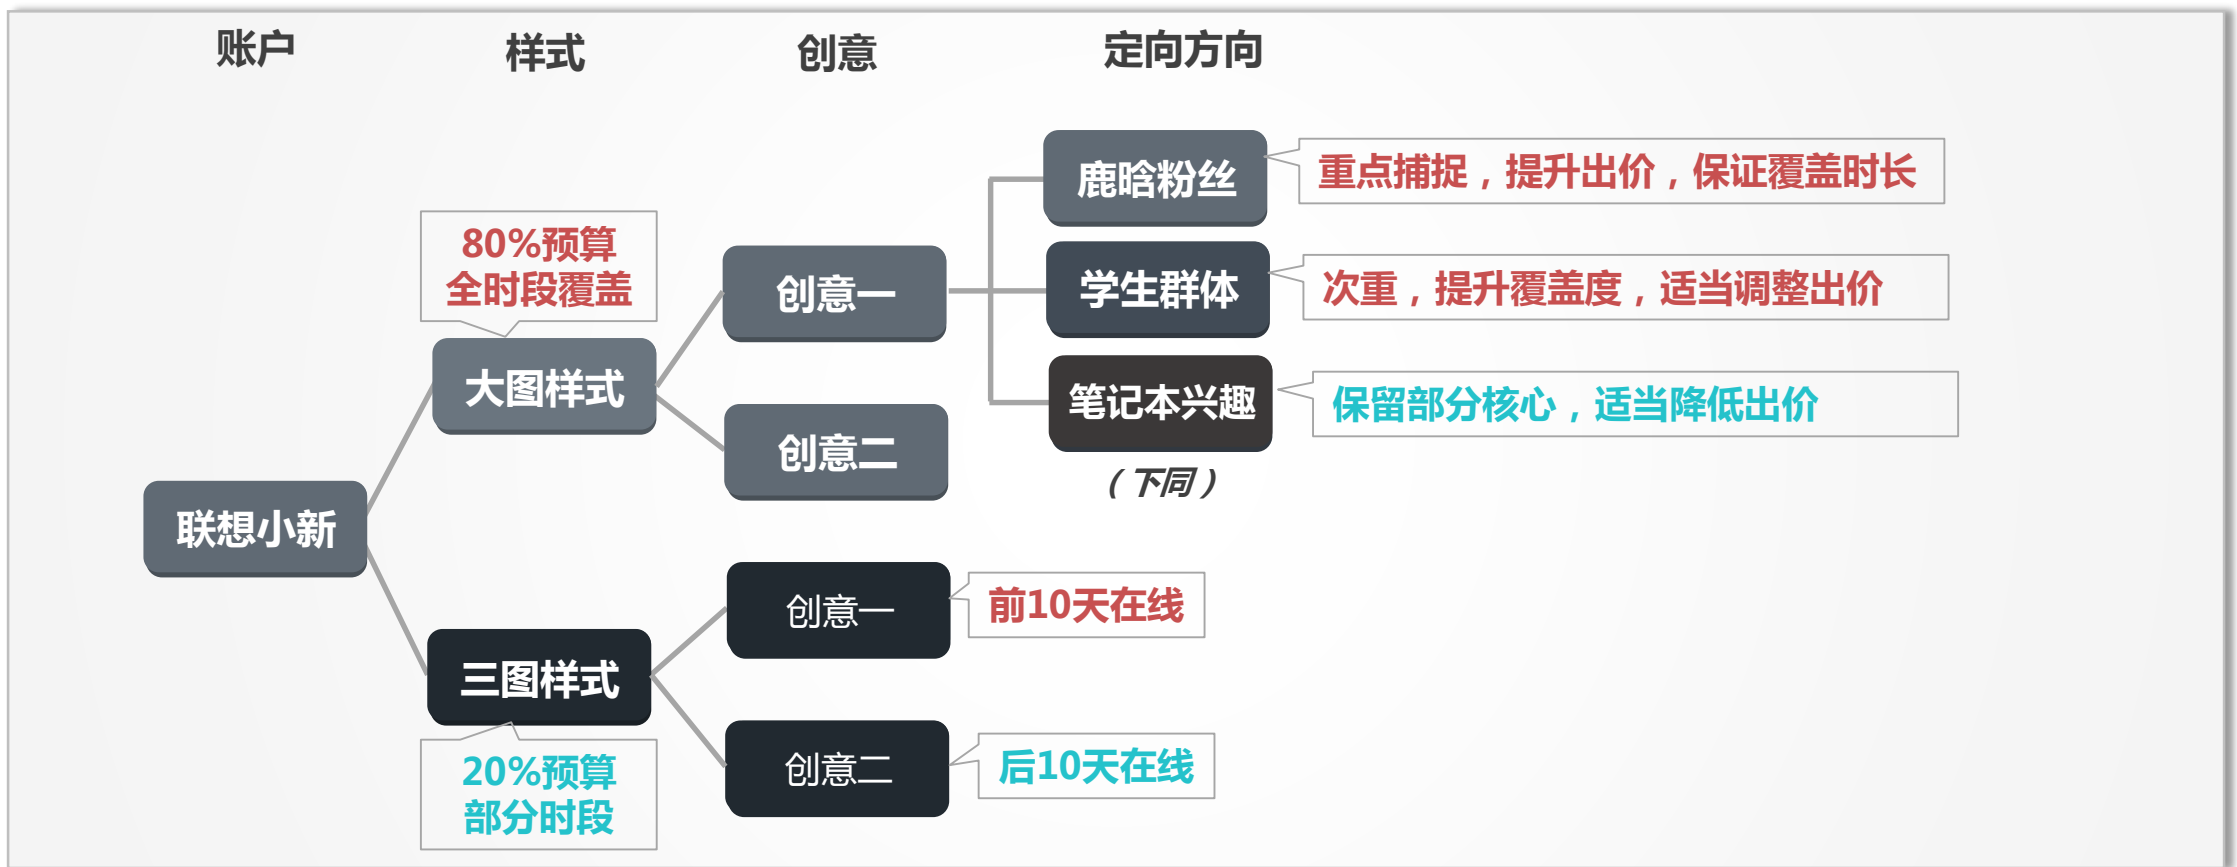 账户
样式
创意
定向方向
鹿晗粉丝
重点捕捉，提升出价，保证覆盖时长
80%预算
全时段覆盖
创意一
学生群体
次重，提升覆盖度，适当调整出价
大图样式
笔记本兴趣
保留部分核心，适当降低出价
创意二
（下同）
联想小新
创意一
前10天在线
三图样式
创意二
后10天在线
20%预算
部分时段